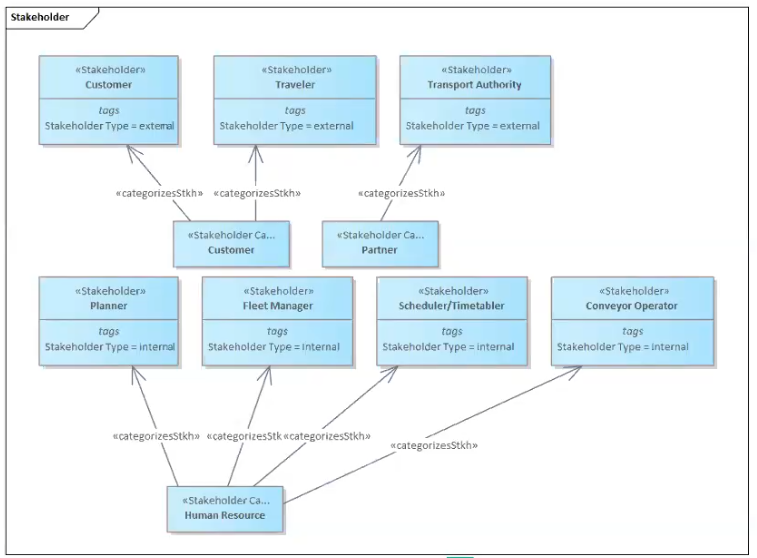 Stakeholder
«Stakeholder»
Customer
tags
Stakeholder Type = external
«Stakeholder»
Traveler
tags
Stakeholder Type = external
«Stakeholder»
Transport Authority
tags
Stakeholder Type = external
«categorizesStkh»
«categorizesStkh»
«categorizesStkh»
«Stakeholder Ca...
Customer
«Stakeholder Ca...
Partner
«Stakeholder»
Planner
tags
Stakeholder Type = internal
«Stakeholder»
Fleet Manager
tags
Stakeholder Type = internal
«Stakeholder»
Scheduler/Timetabler
tags
Stakeholder Type = internal
«Stakeholder»
Conveyor Operator
tags
Stakeholder Type = internal
«categorizesStkh»
«categorizesStk
«categorizesStkh»
«categorizesStkh»
«Stakeholder Ca...
Human Resource